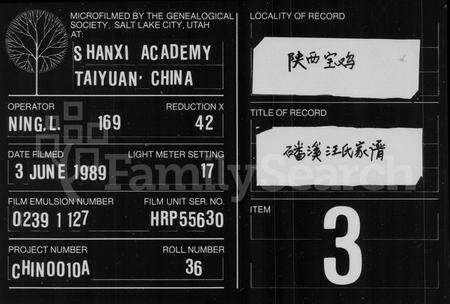 MICROFILMED BY THE GENEALOGICAL
SOCIETY, SALT LAKE CITY, UTAH
AT:
SHANXI ACADEMY
TAIYUAN· CHINA
OPERATOR REDUCTION X
NING.L. 169 42
DATE FILMED LIGHT METER SETTING
3 JUNE 1989 17
FILM EMULSION NUMBER FILM UNIT SER. NO.
0239 1 127 HRP55630
PROJECT NUMBER ROLL NUMBER
CHIN0010A 36
LOCALITY OF RECORD
陕西宝鸡
TITLE OF RECORD
磻溪汪氏家谱
ITEM
3
FamilySearch